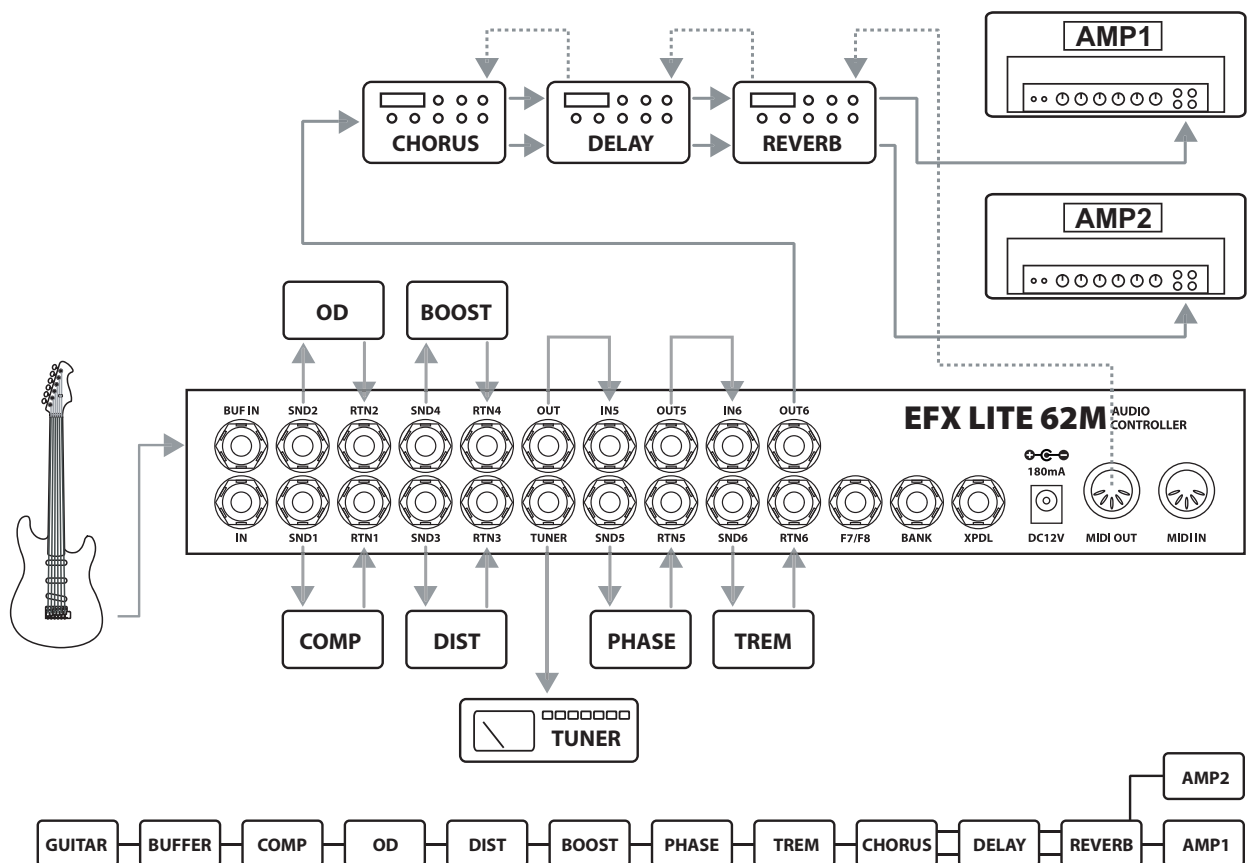 AMP1
CHORUS
DELAY
REVERB
AMP2
OD
BOOST
BUF IN SND2 RTN2 SND4 RTN4 OUT IN5 OUT5 IN6 OUT6
EFX LITE 62M AUDIO CONTROLLER
180mA
IN SND1 RTN1 SND3 RTN3 TUNER SND5 RTN5 SND6 RTN6 F7/F8 BANK XPDL DC12V MIDI OUT MIDI IN
COMP
DIST
PHASE
TREM
TUNER
AMP2
GUITAR BUFFER COMP OD DIST BOOST PHASE TREM CHORUS DELAY REVERB AMP1